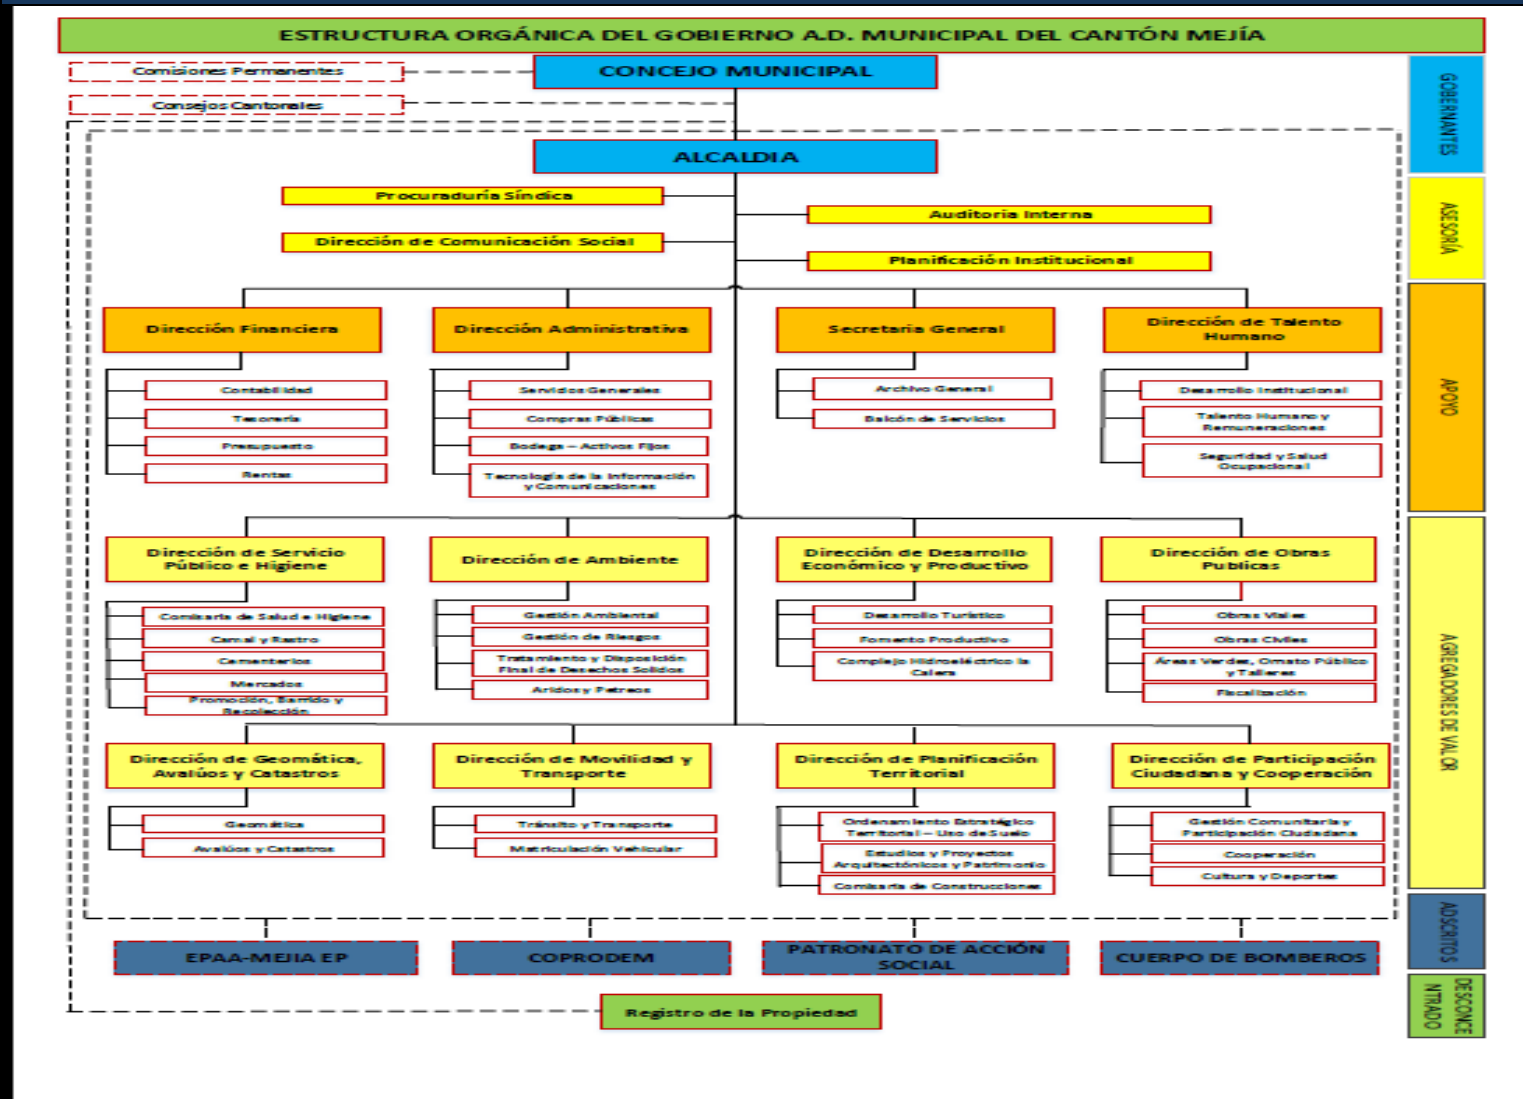 ESTRUCTURA ORGÁNICA DEL GOBIERNO A.D. MUNICIPAL DEL CANTÓN MEJÍA
Comisiones Permanentes
CONCEJO MUNICIPAL
Consejos Cantonales
GOBERNANTES
ALCALDIA
Procuraduría Síndica
Auditoria Interna
Dirección de Comunicación Social
Planificación Institucional
ASESORÍA
Dirección Financiera
Dirección Administrativa
Secretaria General
Dirección de Talento
Humano
Contabilidad
Tesorería
Presupuesto
Rentas
Servicios Generales
Compras Públicas
Bodega – Activos Fijos
Tecnología de la Información
y Comunicaciones
Archivo General
Balcón de Servicios
Desarrollo Institucional
Talento Humano y
Remuneraciones
Seguridad y Salud
Ocupacional
APOYO
Dirección de Servicio
Público e Higiene
Dirección de Ambiente
Dirección de Desarrollo
Económico y Productivo
Dirección de Obras
Publicas
Comisaría de Salud e Higiene
Camal y Rastro
Cementerios
Mercados
Promoción, Barrido y
Recolección
Gestión Ambiental
Gestión de Riesgos
Tratamiento y Disposición
Final de Desechos Solidos
Aridos y Petreos
Desarrollo Turístico
Fomento Productivo
Complejo Hidroeléctrico la
Calera
Obras Viales
Obras Civiles
Áreas Verdes, Ornato Público
y Talleres
Fiscalización
AGREGADORES DE VALOR
Dirección de Geomática,
Avalúos y Catastros
Dirección de Movilidad y
Transporte
Dirección de Planificación
Territorial
Dirección de Participación
Ciudadana y Cooperación
Geomática
Avalúos y Catastros
Tránsito y Transporte
Matriculación Vehicular
Ordenamiento Estratégico
Territorial – Uso de Suelo
Estudios y Proyectos
Arquitectónicos y Patrimonio
Comisaría de Construcciones
Gestión Comunitaria y
Participación Ciudadana
Cooperación
Cultura y Deportes
EPAA-MEJIA EP
COPRODEM
PATRONATO DE ACCIÓN
SOCIAL
CUERPO DE BOMBEROS
ADSCRITOS
Registro de la Propiedad
DESCONCE
NTRADO